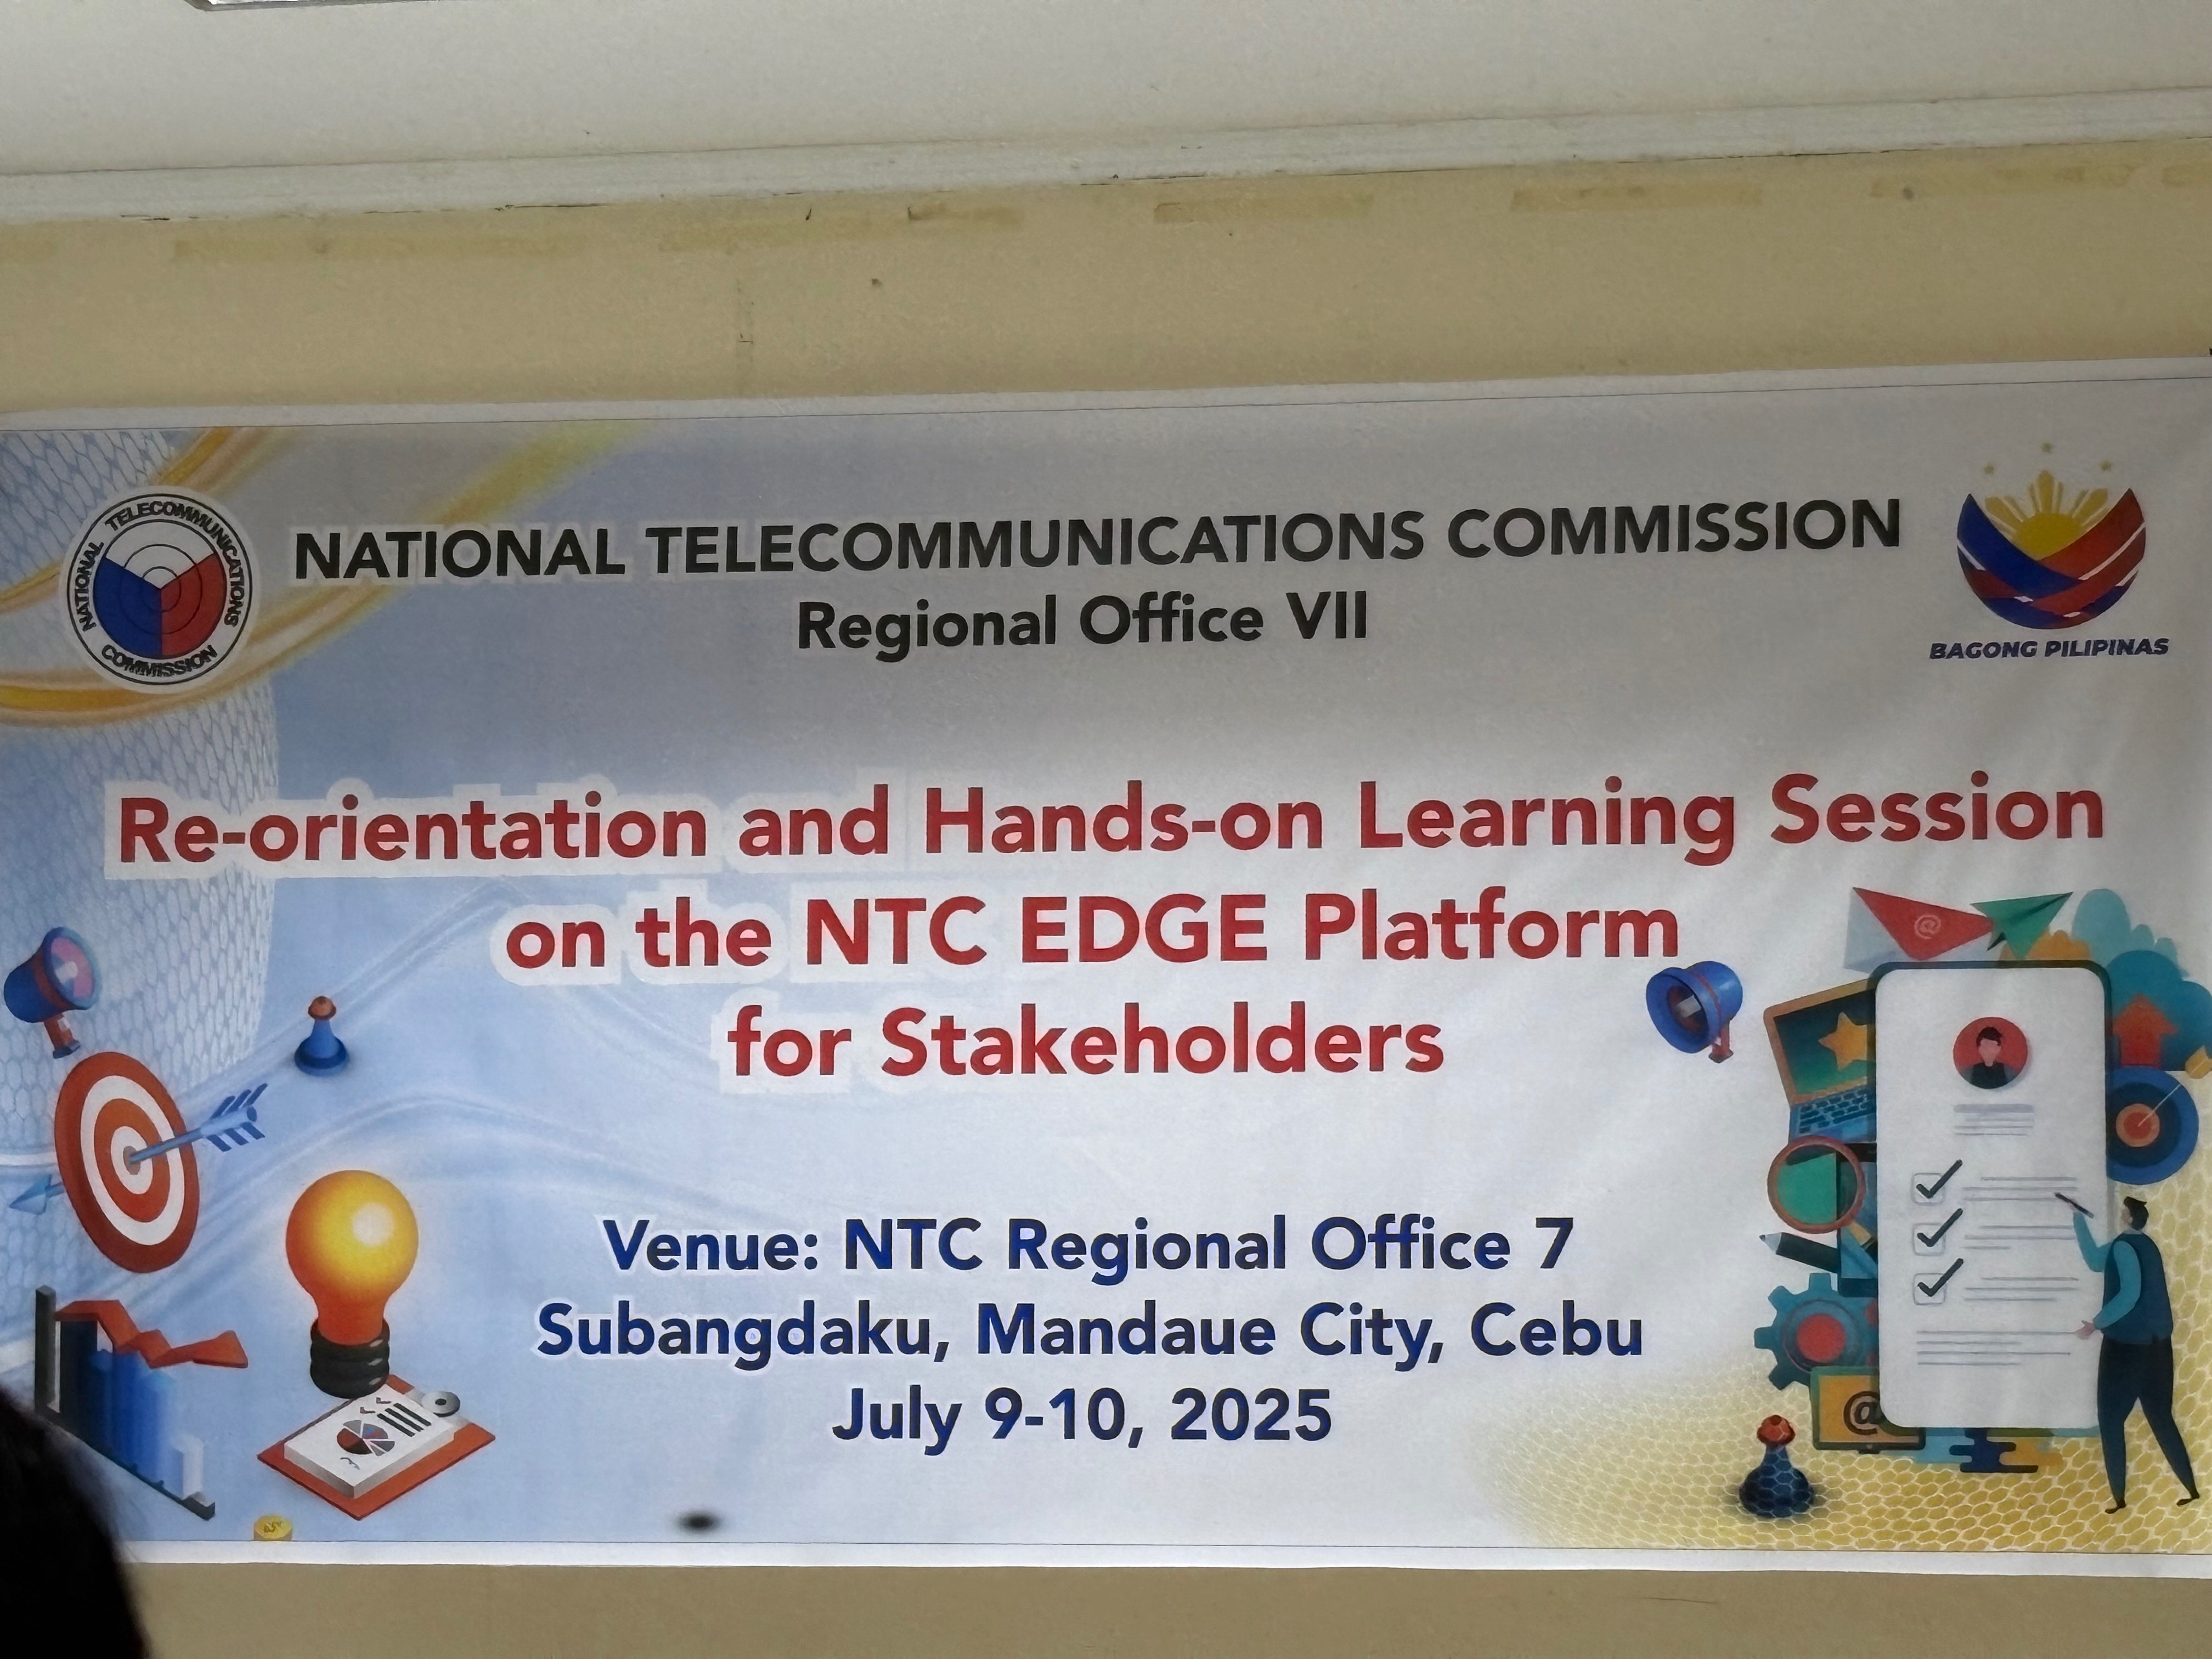 NATIONAL TELECOMMUNICATIONS COMMISSION
Regional Office VII
NATIONAL TELECOMMUNICATIONS COMMISSION
BAGONG PILIPINAS
Re-orientation and Hands-on Learning Session
on the NTC EDGE Platform
for Stakeholders
@
Venue: NTC Regional Office 7
Subangdaku, Mandaue City, Cebu
July 9-10, 2025
@